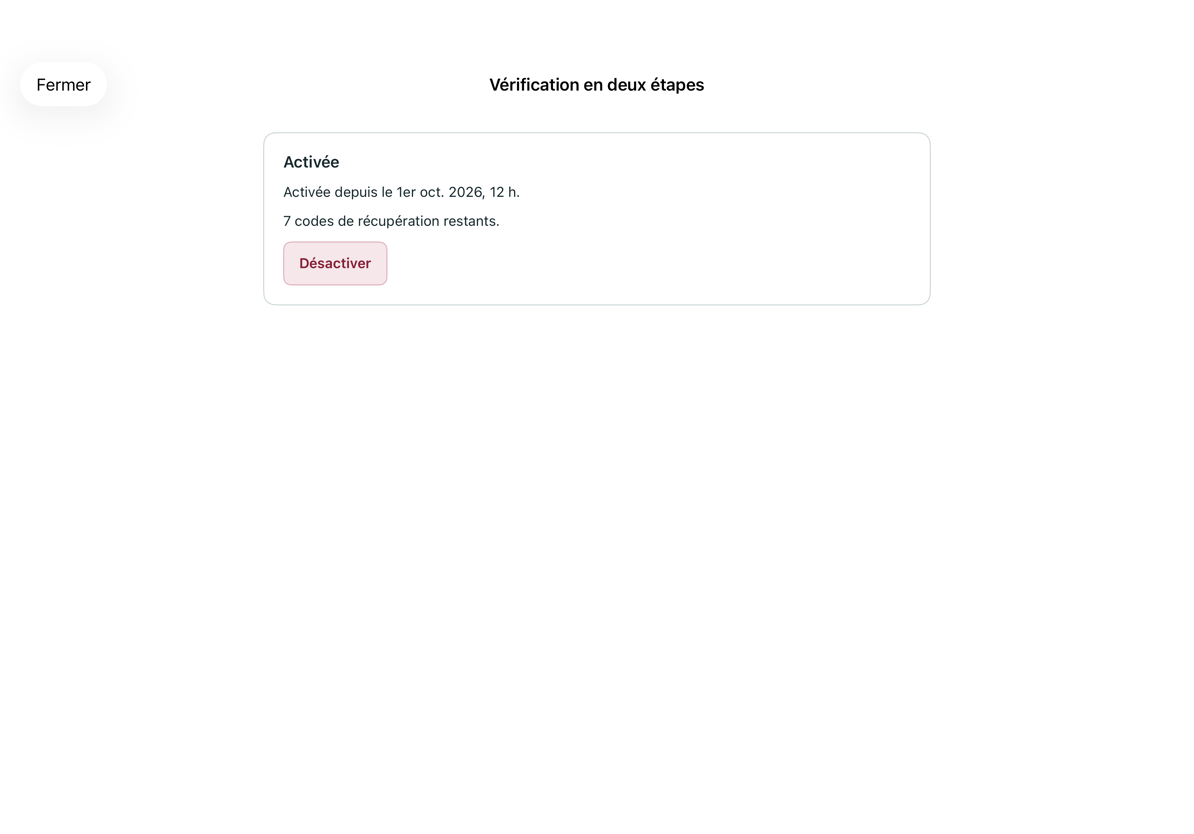 Fermer
Vérification en deux étapes
Activée
Activée depuis le 1er oct. 2026, 12 h.
7 codes de récupération restants.
Désactiver